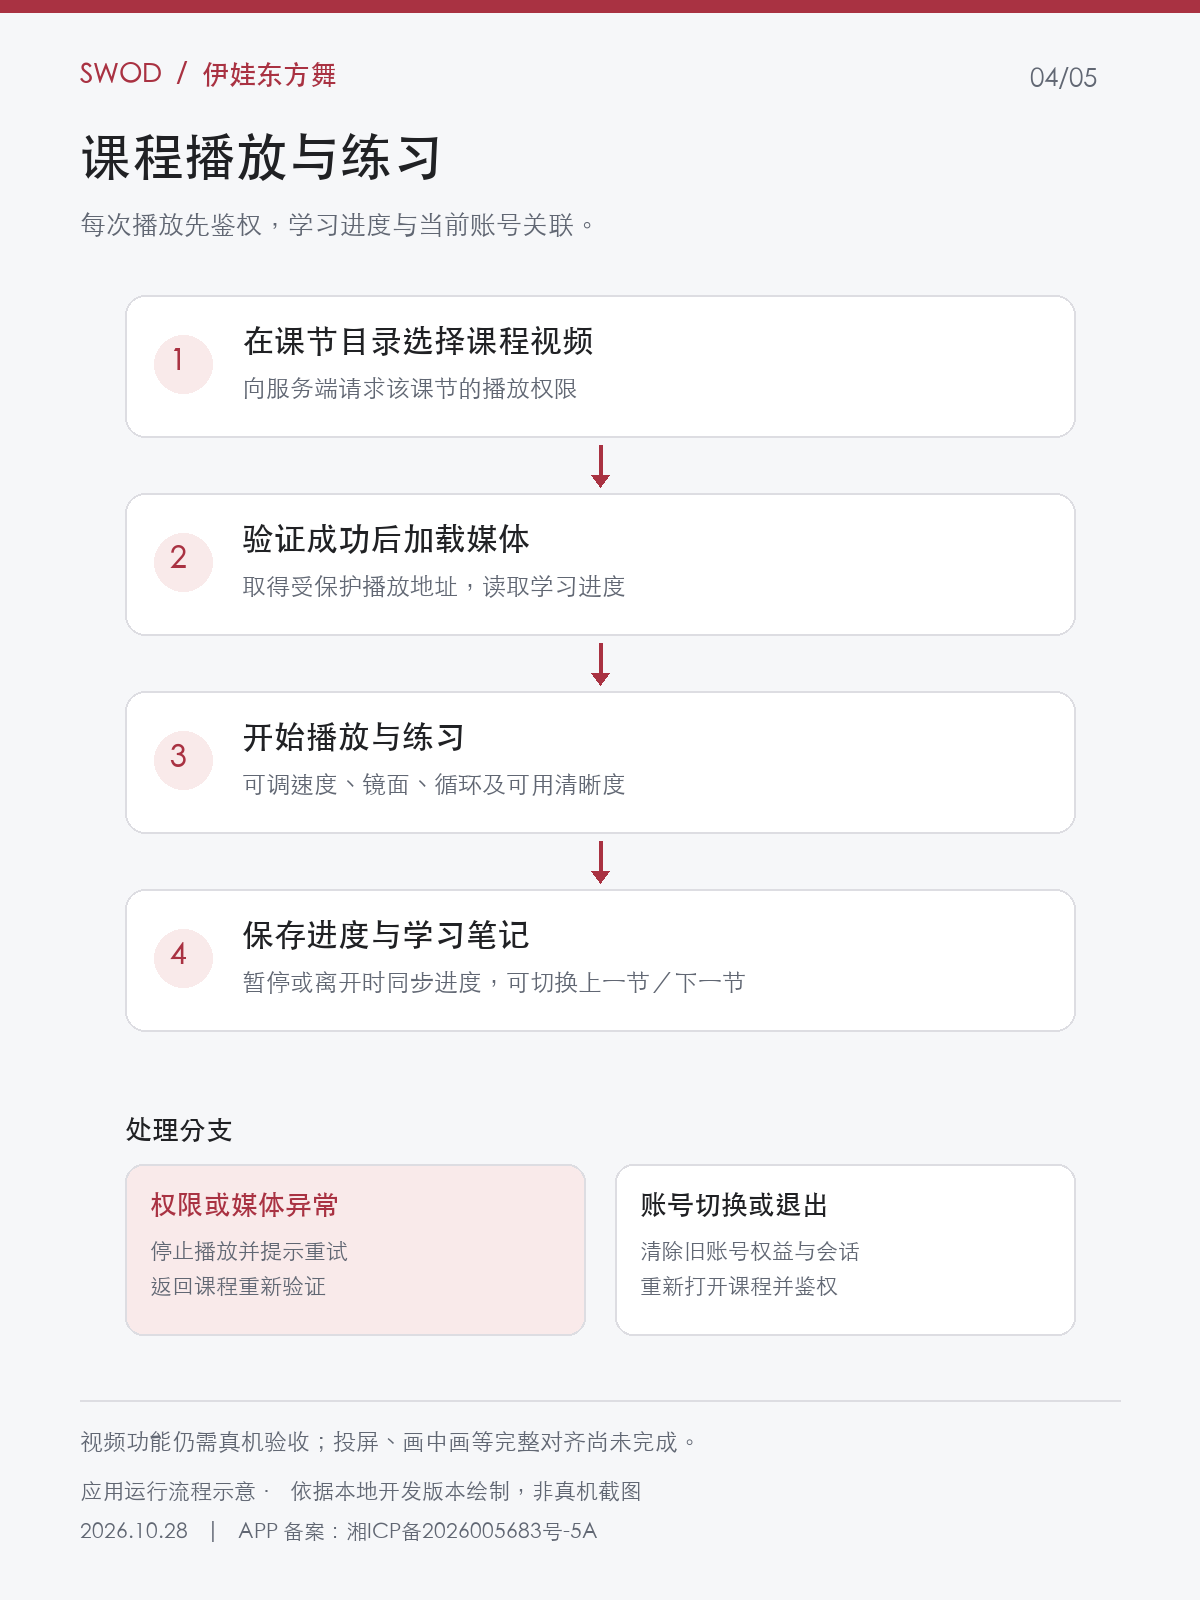 SWOD / 伊娃东方舞
04/05
课程播放与练习
每次播放先鉴权，学习进度与当前账号关联。
1
在课节目录选择课程视频
向服务端请求该课节的播放权限
2
验证成功后加载媒体
取得受保护播放地址，读取学习进度
3
开始播放与练习
可调速度、镜面、循环及可用清晰度
4
保存进度与学习笔记
暂停或离开时同步进度，可切换上一节／下一节
处理分支
权限或媒体异常
停止播放并提示重试
返回课程重新验证
账号切换或退出
清除旧账号权益与会话
重新打开课程并鉴权
视频功能仍需真机验收；投屏、画中画等完整对齐尚未完成。
应用运行流程示意· 依据本地开发版本绘制，非真机截图
2026.10.28 | APP 备案：湘ICP备2026005683号-5A